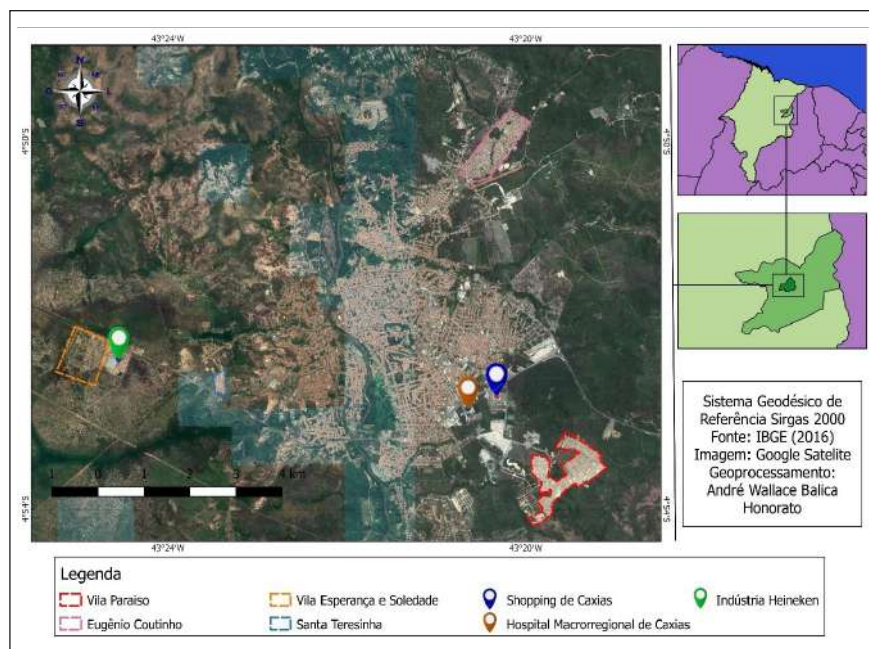 43°24'W
43°20'W
N
O
L
S
4°50'S
4°50'S
1 0 1 2 3 4 km
4°54'S
4°54'S
43°24'W
43°20'W
Sistema Geodésico de
Referência Sirgas 2000
Fonte: IBGE (2016)
Imagem: Google Satelite
Geoprocessamento:
André Wallace Balica
Honorato
Legenda
Vila Paraiso
Vila Esperança e Soledade
Shopping de Caxias
Indústria Heineken
Eugênio Coutinho
Santa Teresinha
Hospital Macrorregional de Caxias